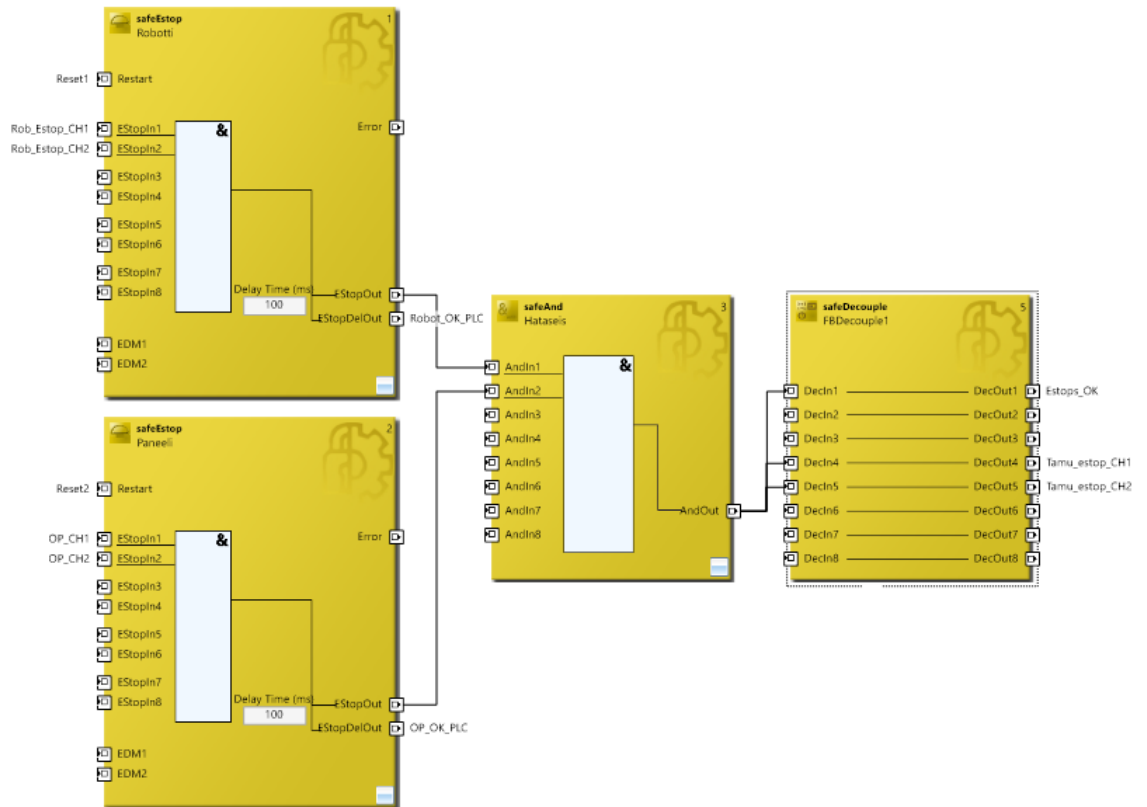 safeEstop 1
Robotti
Reset1 Restart
Rob_Estop_CH1 EStopIn1 & Error
Rob_Estop_CH2 EStopIn2
EStopIn3
EStopIn4
EStopIn5
EStopIn6
EStopIn7
EStopIn8 Delay Time (ms) EStopOut
100 EStopDelOut Robot_OK_PLC
EDM1
EDM2
safeEstop 2
Paneeli
Reset2 Restart
OP_CH1 EStopIn1 & Error
OP_CH2 EStopIn2
EStopIn3
EStopIn4
EStopIn5
EStopIn6
EStopIn7
EStopIn8 Delay Time (ms) EStopOut
100 EStopDelOut OP_OK_PLC
EDM1
EDM2
& safeAnd 3
Hataseis
AndIn1 &
AndIn2
AndIn3
AndIn4
AndIn5
AndIn6
AndIn7 AndOut
AndIn8
safeDecouple 5
FBDecouple1
DecIn1 DecOut1 Estops_OK
DecIn2 DecOut2
DecIn3 DecOut3
DecIn4 DecOut4 Tamu_estop_CH1
DecIn5 DecOut5 Tamu_estop_CH2
DecIn6 DecOut6
DecIn7 DecOut7
DecIn8 DecOut8